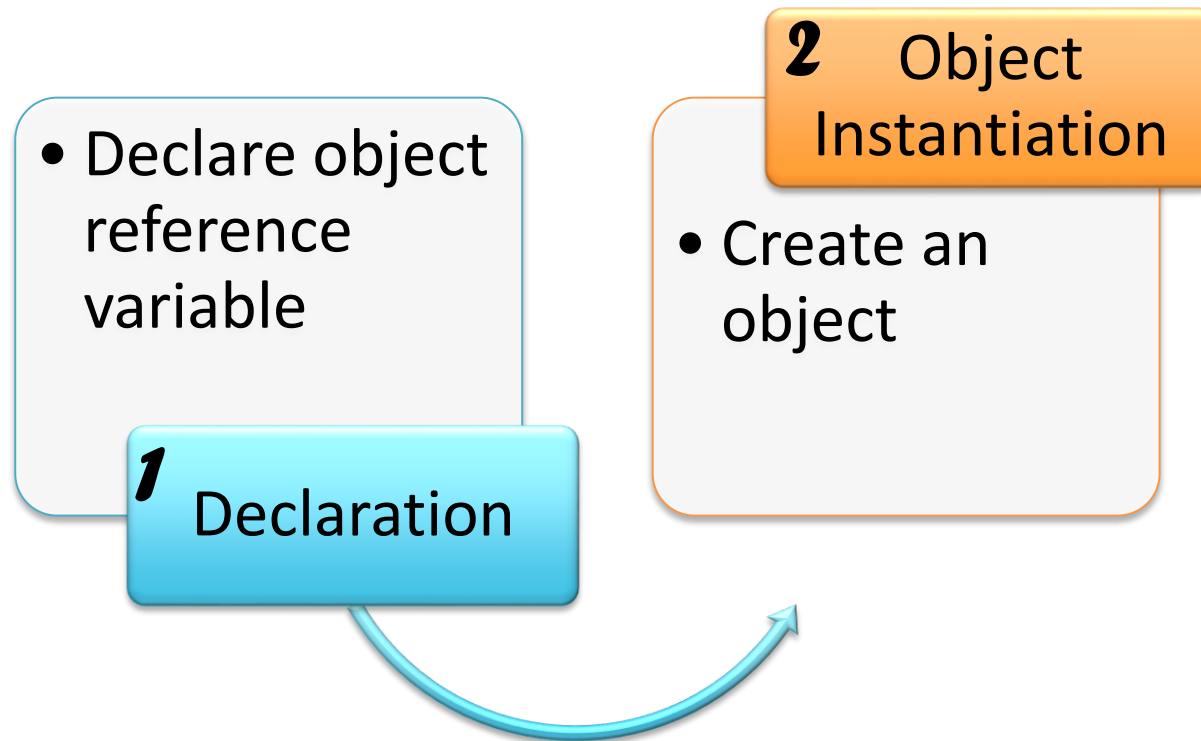 • Declare object
reference
variable
1
Declaration
2 Object
Instantiation
• Create an
object